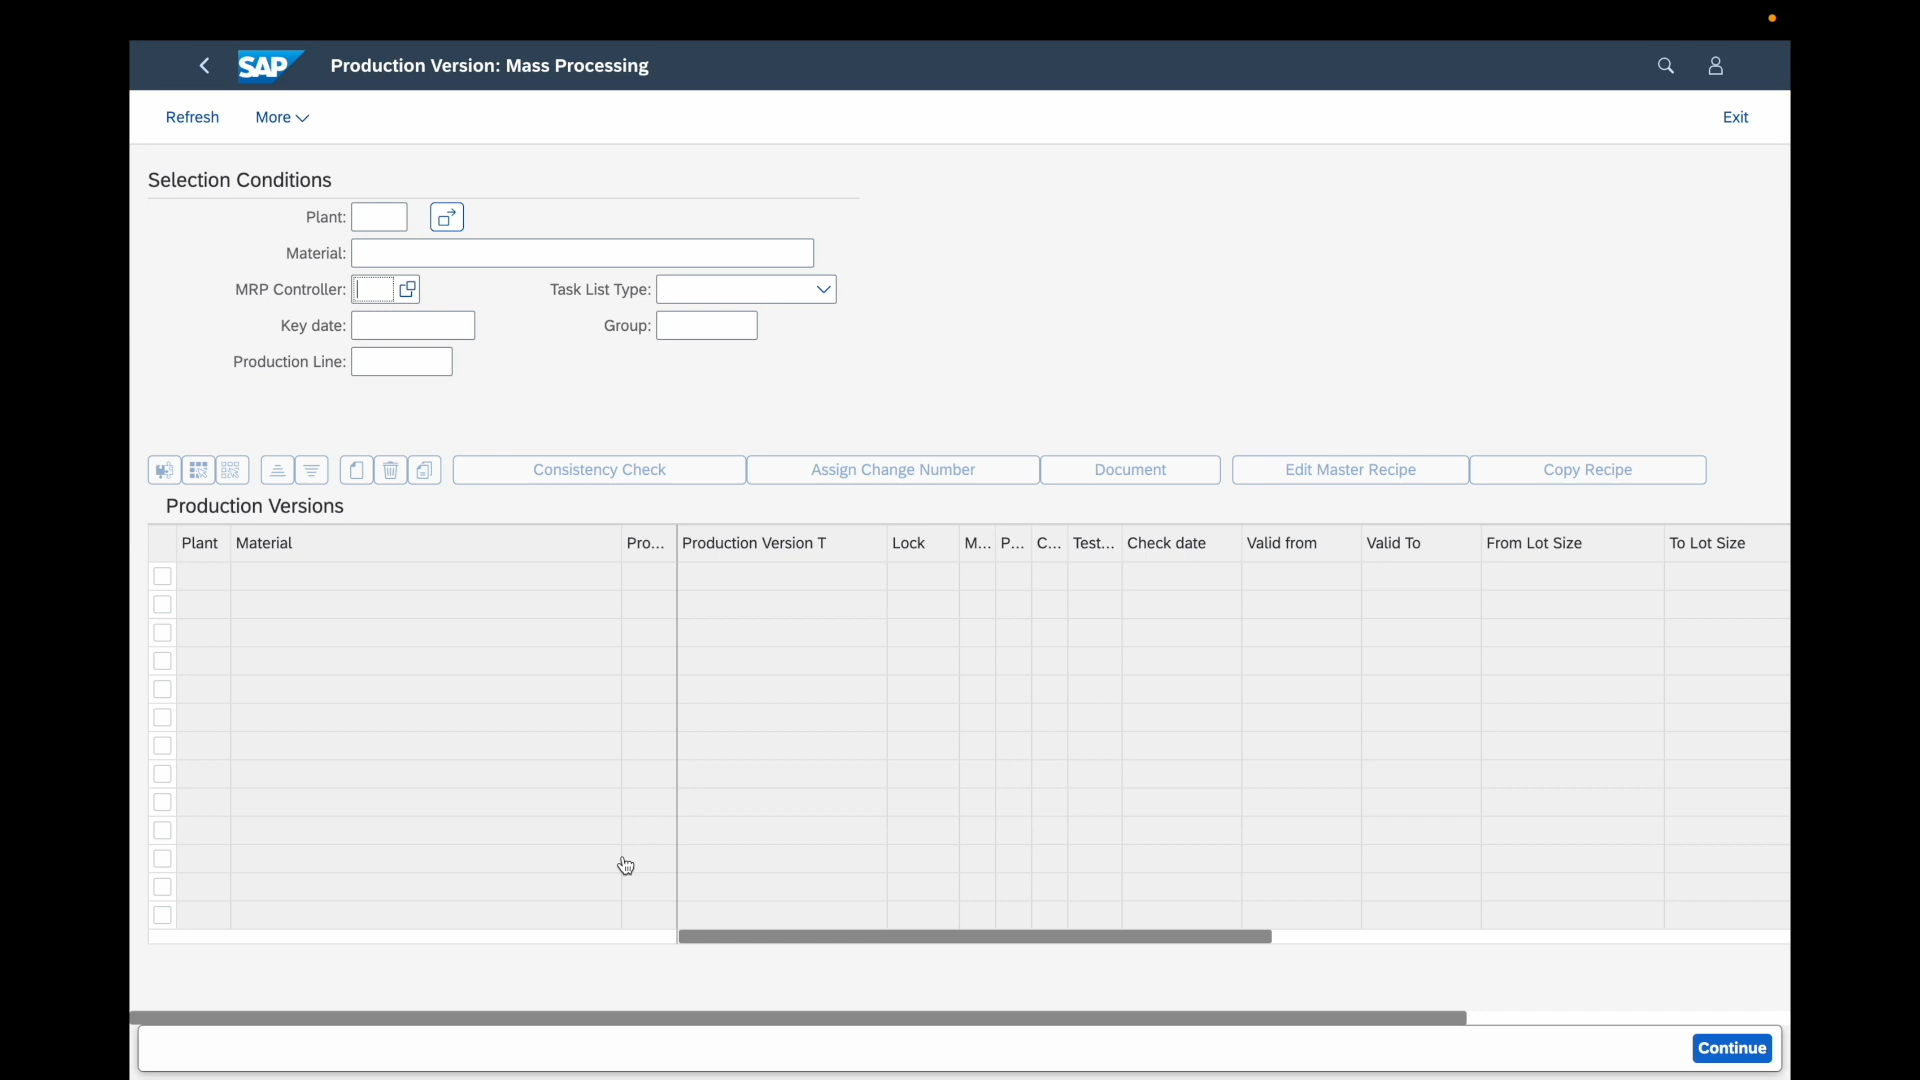 SAP Production Version: Mass Processing
Refresh More Exit
Selection Conditions
Plant:
Material:
MRP Controller: Task List Type:
Key date: Group:
Production Line:
Consistency Check Assign Change Number Document Edit Master Recipe Copy Recipe
Production Versions
Plant Material Pro... Production Version T Lock M... P... C... Test... Check date Valid from Valid To From Lot Size To Lot Size
Continue